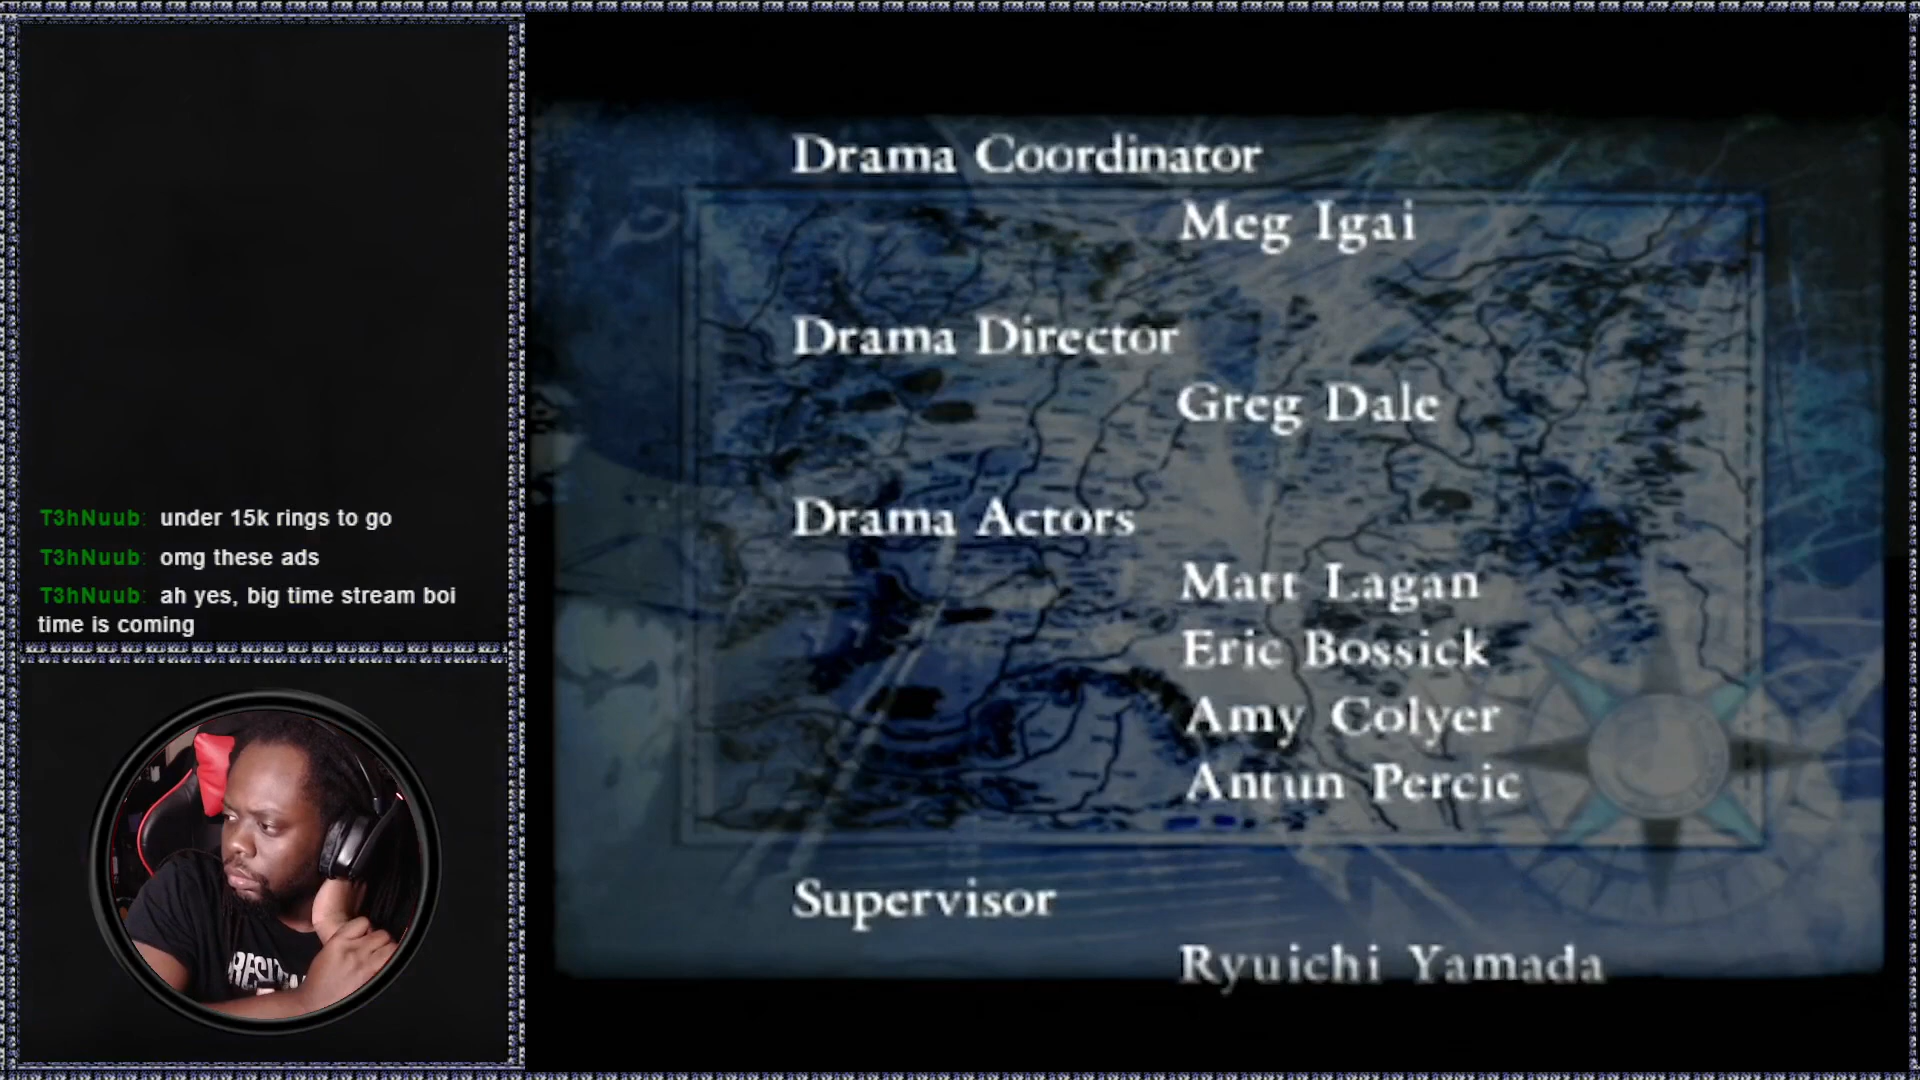 T3hNuub: under 15k rings to go
T3hNuub: omg these ads
T3hNuub: ah yes, big time stream boi
time is coming
Drama Coordinator
Meg Igai
Drama Director
Greg Dale
Drama Actors
Matt Lagan
Eric Bossick
Amy Colyer
Antun Percic
Supervisor
Ryuichi Yamada